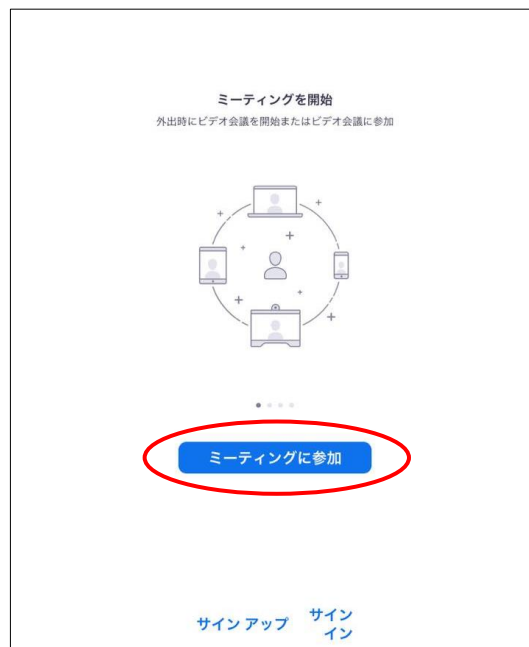 ミーティングを開始
外出時にビデオ会議を開始またはビデオ会議に参加
ミーティングに参加
サイン アップ
サイン
イン